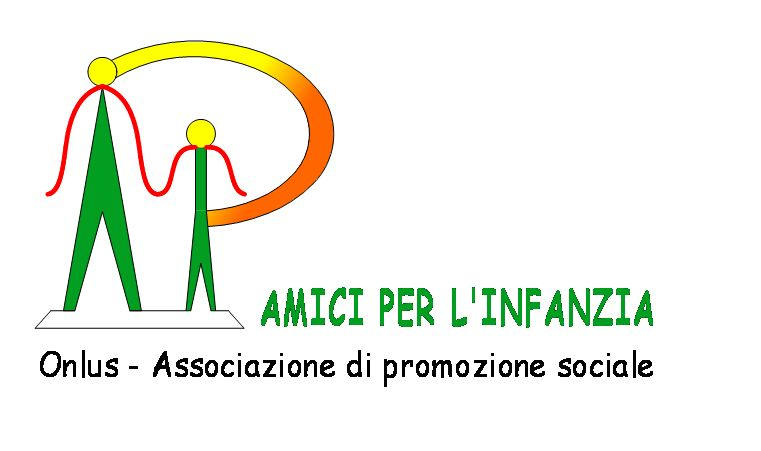 AMICI PER L'INFANZIA
Onlus - Associazione di promozione sociale